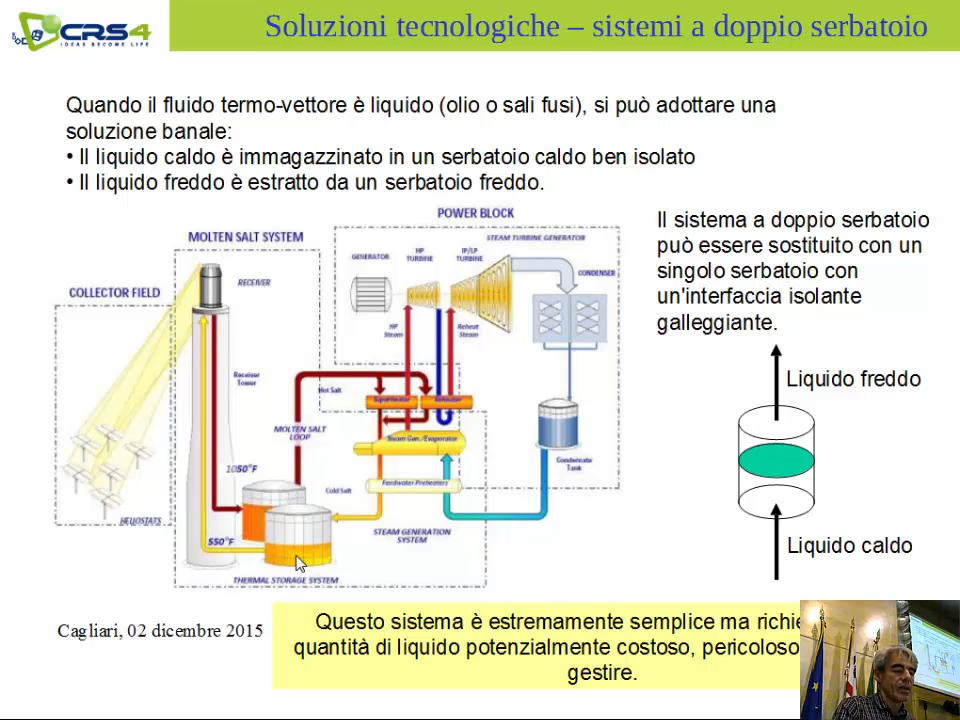 CRS4
IDEAS BECOME LIFE
Soluzioni tecnologiche – sistemi a doppio serbatoio
Quando il fluido termo-vettore è liquido (olio o sali fusi), si può adottare una
soluzione banale:
• Il liquido caldo è immagazzinato in un serbatoio caldo ben isolato
• Il liquido freddo è estratto da un serbatoio freddo.
POWER BLOCK
MOLTEN SALT SYSTEM
STEAM TURBINE GENERATOR
GENERATOR
HP
TURBINE
IP/LP
TURBINE
CONDENSER
RECEIVER
COLLECTOR FIELD
HP
Steam
Reheat
Steam
Receiver
Tower
Hot Salt
Superheater
Reheater
MOLTEN SALT
LOOP
Steam Gen./Evaporator
Condensate
Tank
1050°F
Cold Salt
Feedwater Preheaters
HELIOSTATS
550°F
STEAM GENERATION
SYSTEM
THERMAL STORAGE SYSTEM
Il sistema a doppio serbatoio
può essere sostituito con un
singolo serbatoio con
un'interfaccia isolante
galleggiante.
Liquido freddo
Liquido caldo
Cagliari, 02 dicembre 2015
Questo sistema è estremamente semplice ma
quantità di liquido potenzialmente costoso, pericoloso
gestire.